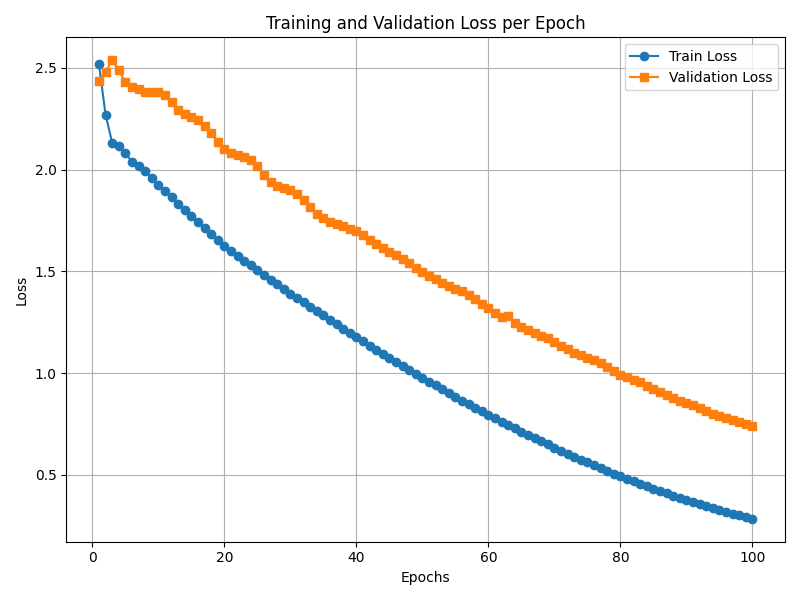 Training and Validation Loss per Epoch
Train Loss
Validation Loss
2.5
2.0
1.5
1.0
0.5
Loss
0 20 40 60 80 100
Epochs